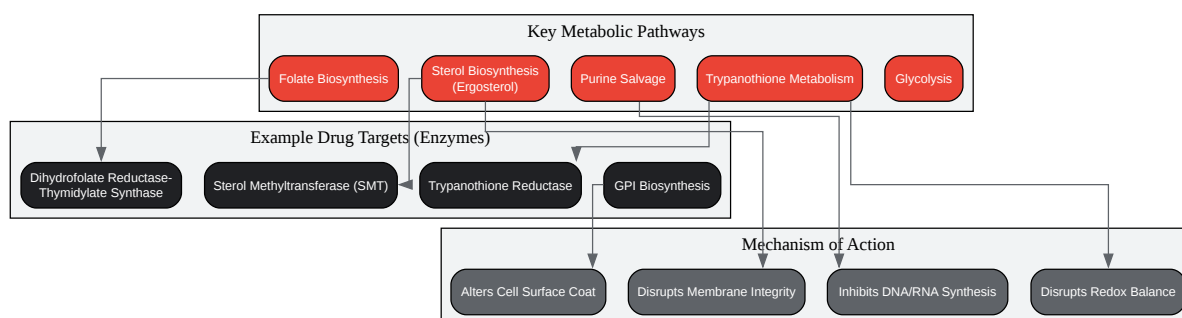 Key Metabolic Pathways
Folate Biosynthesis
Sterol Biosynthesis
(Ergosterol)
Purine Salvage
Trypanothione Metabolism
Glycolysis
Example Drug Targets (Enzymes)
Dihydrofolate Reductase-
Thymidylate Synthase
Sterol Methyltransferase (SMT)
Trypanothione Reductase
GPI Biosynthesis
Mechanism of Action
Alters Cell Surface Coat
Disrupts Membrane Integrity
Inhibits DNA/RNA Synthesis
Disrupts Redox Balance